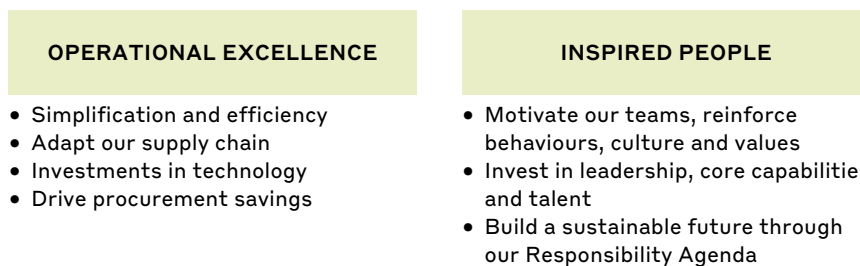 OPERATIONAL EXCELLENCE
• Simplification and efficiency
• Adapt our supply chain
• Investments in technology
• Drive procurement savings
INSPIRED PEOPLE
• Motivate our teams, reinforce
behaviours, culture and values
• Invest in leadership, core capabilitie
and talent
• Build a sustainable future through
our Responsibility Agenda